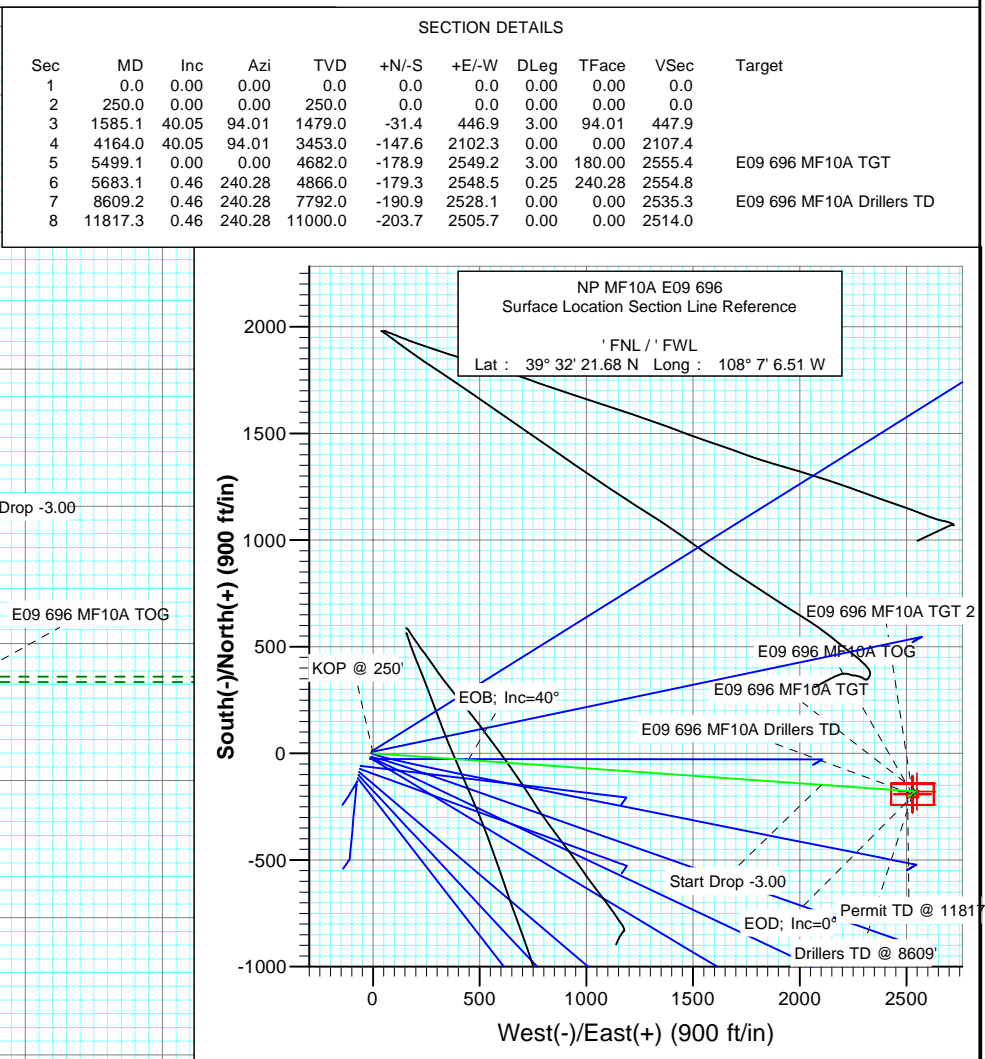 SECTION DETAILS
Sec MD Inc Azi TVD +N/-S +E/-W DLeg TFace VSec Target
1 0.0 0.00 0.00 0.0 0.0 0.0 0.00 0.00 0.0
2 250.0 0.00 0.00 250.0 0.0 0.0 0.00 0.00 0.0
3 1585.1 40.05 94.01 1479.0 -31.4 446.9 3.00 94.01 447.9
4 4164.0 40.05 94.01 3453.0 -147.6 2102.3 0.00 0.00 2107.4
5 5499.1 0.00 0.00 4682.0 -178.9 2549.2 3.00 180.00 2555.4 E09 696 MF10A TGT
6 5683.1 0.46 240.28 4866.0 -179.3 2548.5 0.25 240.28 2554.8
7 8609.2 0.46 240.28 7792.0 -190.9 2528.1 0.00 0.00 2535.3 E09 696 MF10A Drillers TD
8 11817.3 0.46 240.28 11000.0 -203.7 2505.7 0.00 0.00 2514.0
NP MF10A E09 696
Surface Location Section Line Reference
' FNL / ' FWL
Lat : 39° 32' 21.68 N Long : 108° 7' 6.51 W
Drop -3.00
E09 696 MF10A TOG
South(-)/North(+) (900 ft/in)
2000
1500
1000
500
0
-500
-1000
E09 696 MF10A TGT 2
E09 696 MF10A TOG
KOP @ 250'
E09 696 MF10A TGT
EOB; Inc=40°
E09 696 MF10A Drillers TD
Start Drop -3.00
Permit TD @ 11817
EOD; Inc=0°
Drillers TD @ 8609'
0 500 1000 1500 2000 2500
West(-)/East(+) (900 ft/in)